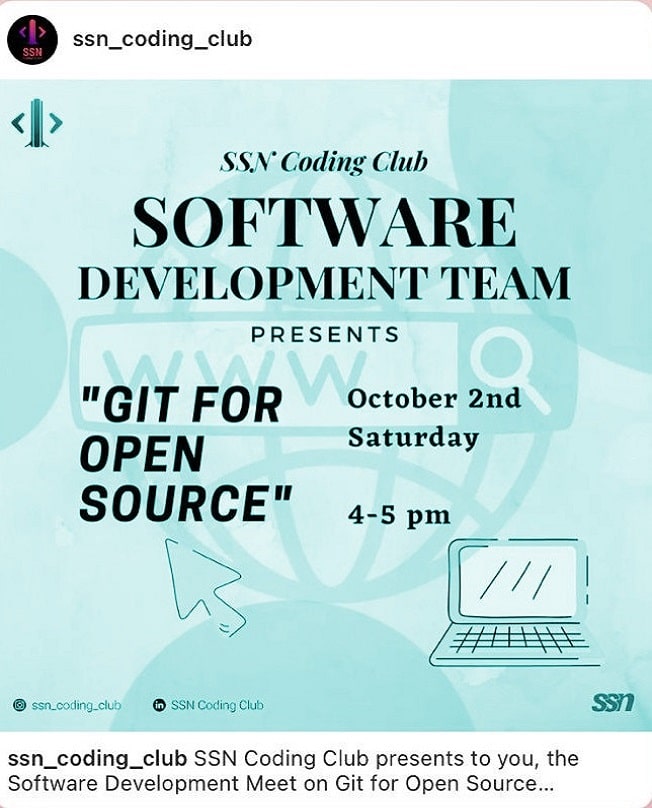 SSN
ssn_coding_club
SSN Coding Club
SOFTWARE
DEVELOPMENT TEAM
PRESENTS
WWW
"GIT FOR
OPEN
SOURCE"
October 2nd
Saturday
4-5 pm
ssn_coding_club
SSN Coding Club
ssn
ssn_coding_club SSN Coding Club presents to you, the
Software Development Meet on Git for Open Source...